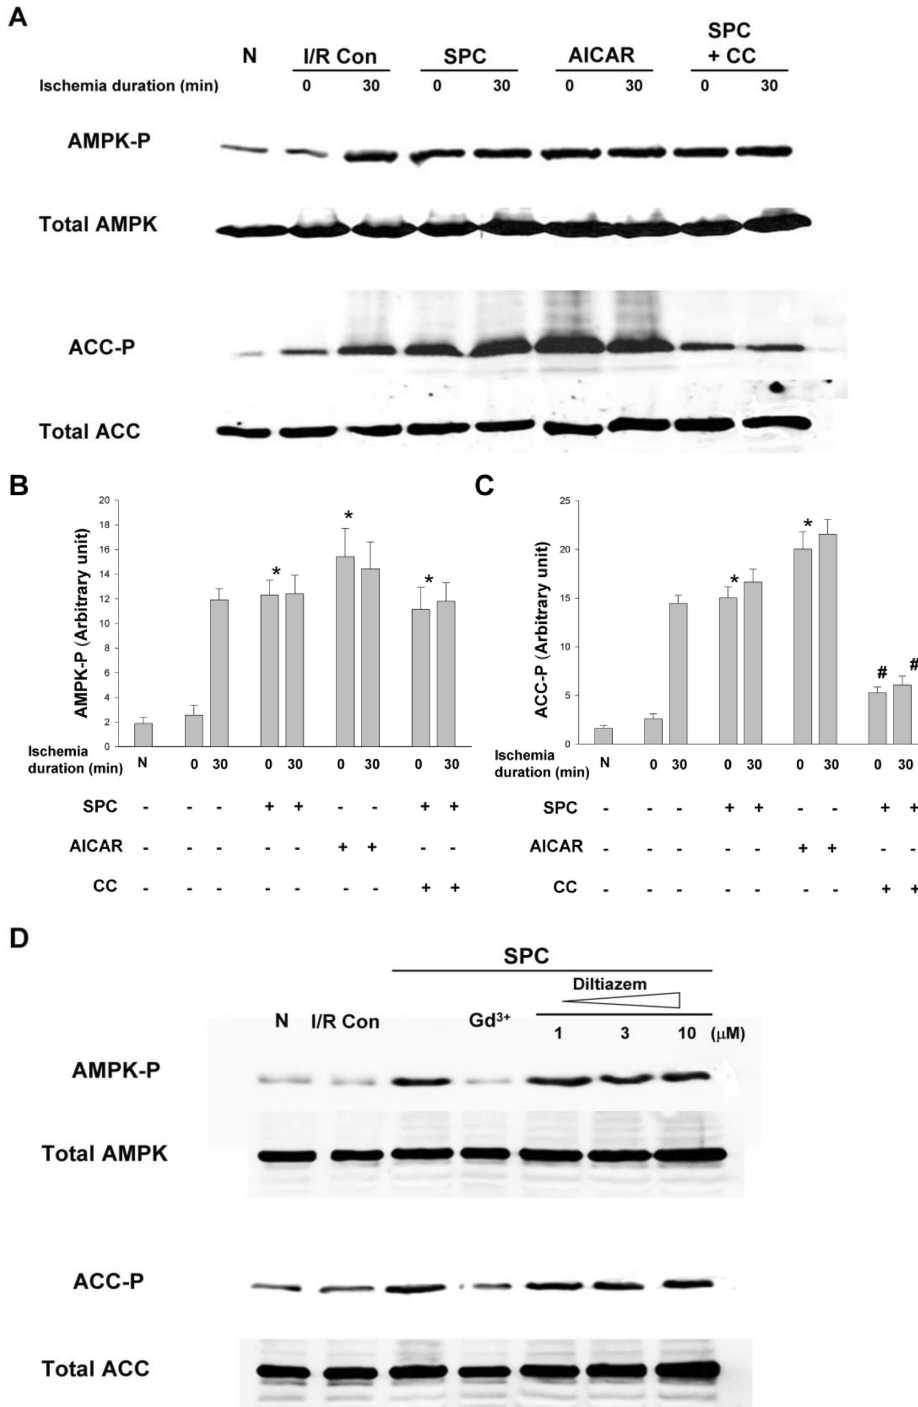 A
N I/R Con SPC AICAR SPC + CC
Ischemia duration (min) 0 30 0 30 0 30 0 30
AMPK-P
Total AMPK
ACC-P
Total ACC
B
AMPK-P (Arbitrary unit)
20
18
16
14
12
10
8
6
4
2
0
* * *
Ischemia duration (min) N 0 30 0 30 0 30 0 30
SPC - - - + + - - + +
AICAR - - - - - + + - -
CC - - - - - - - + +
C
ACC-P (Arbitrary unit)
25
20
15
10
5
0
* * # #
Ischemia duration (min) N 0 30 0 30 0 30 0 30
SPC - - - + + - - + +
AICAR - - - - - + + - -
CC - - - - - - - + +
D
SPC
Diltiazem
N I/R Con Gd³⁺ 1 3 10 (μM)
AMPK-P
Total AMPK
ACC-P
Total ACC